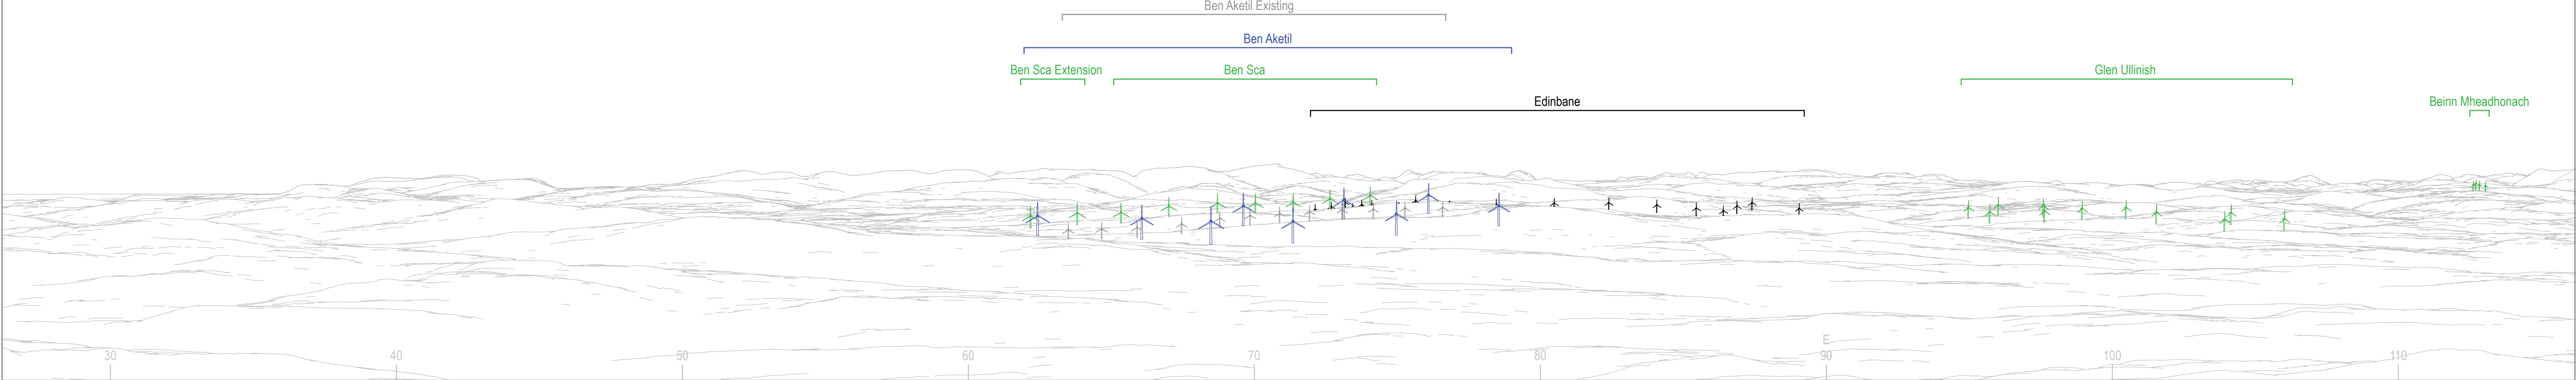 Ben Aketil Existing
Ben Aketil
Ben Sca Extension
Ben Sca
Glen Ullinish
Edinbane
Beinn Mheadhonach
E
30
40
50
60
70
80
90
100
110